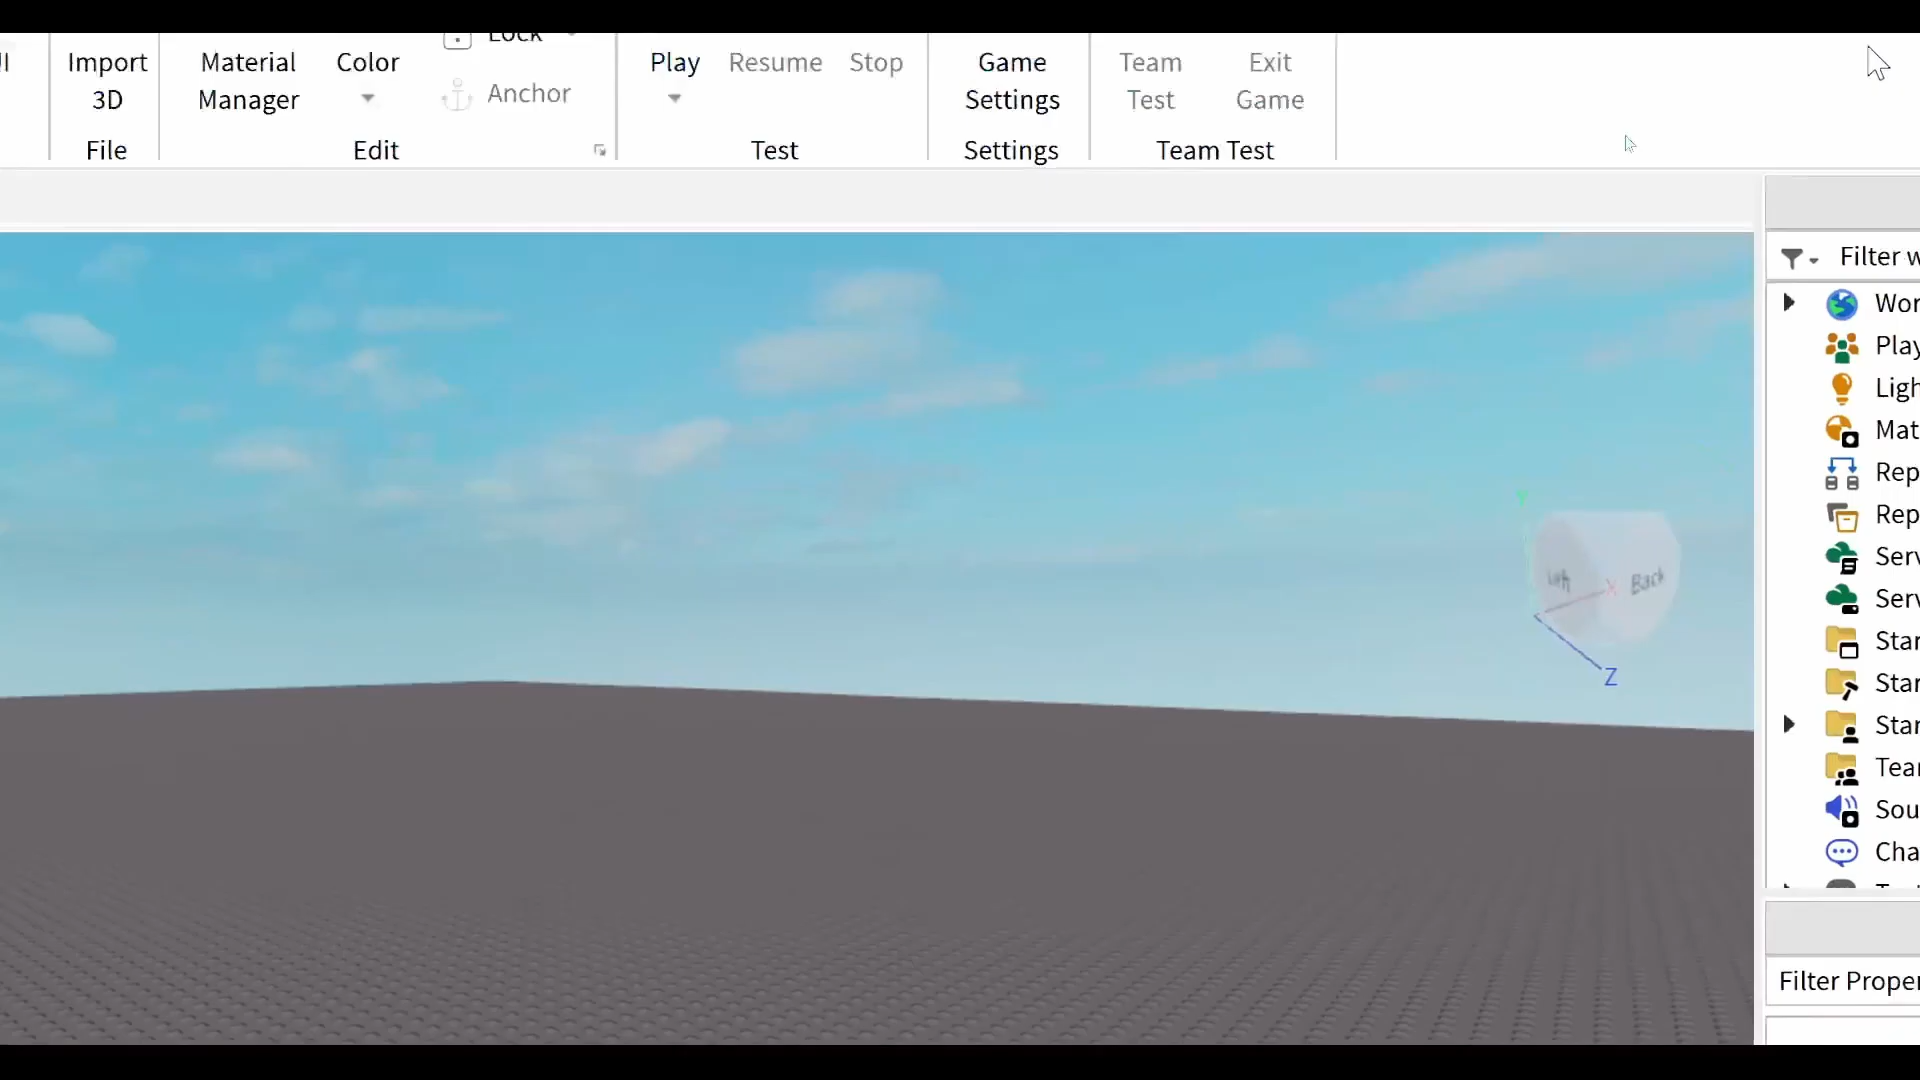 Lock
Import
3D
Material
Manager
Color
Anchor
Play
Resume
Stop
Game
Settings
Team
Test
Exit
Game
File
Edit
Test
Settings
Team Test
Filter w
Wor
Play
Ligh
Mat
Rep
Rep
Serv
Serv
Star
Star
Star
Tear
Sou
Cha
Y
Left
X
Back
Z
Filter Proper